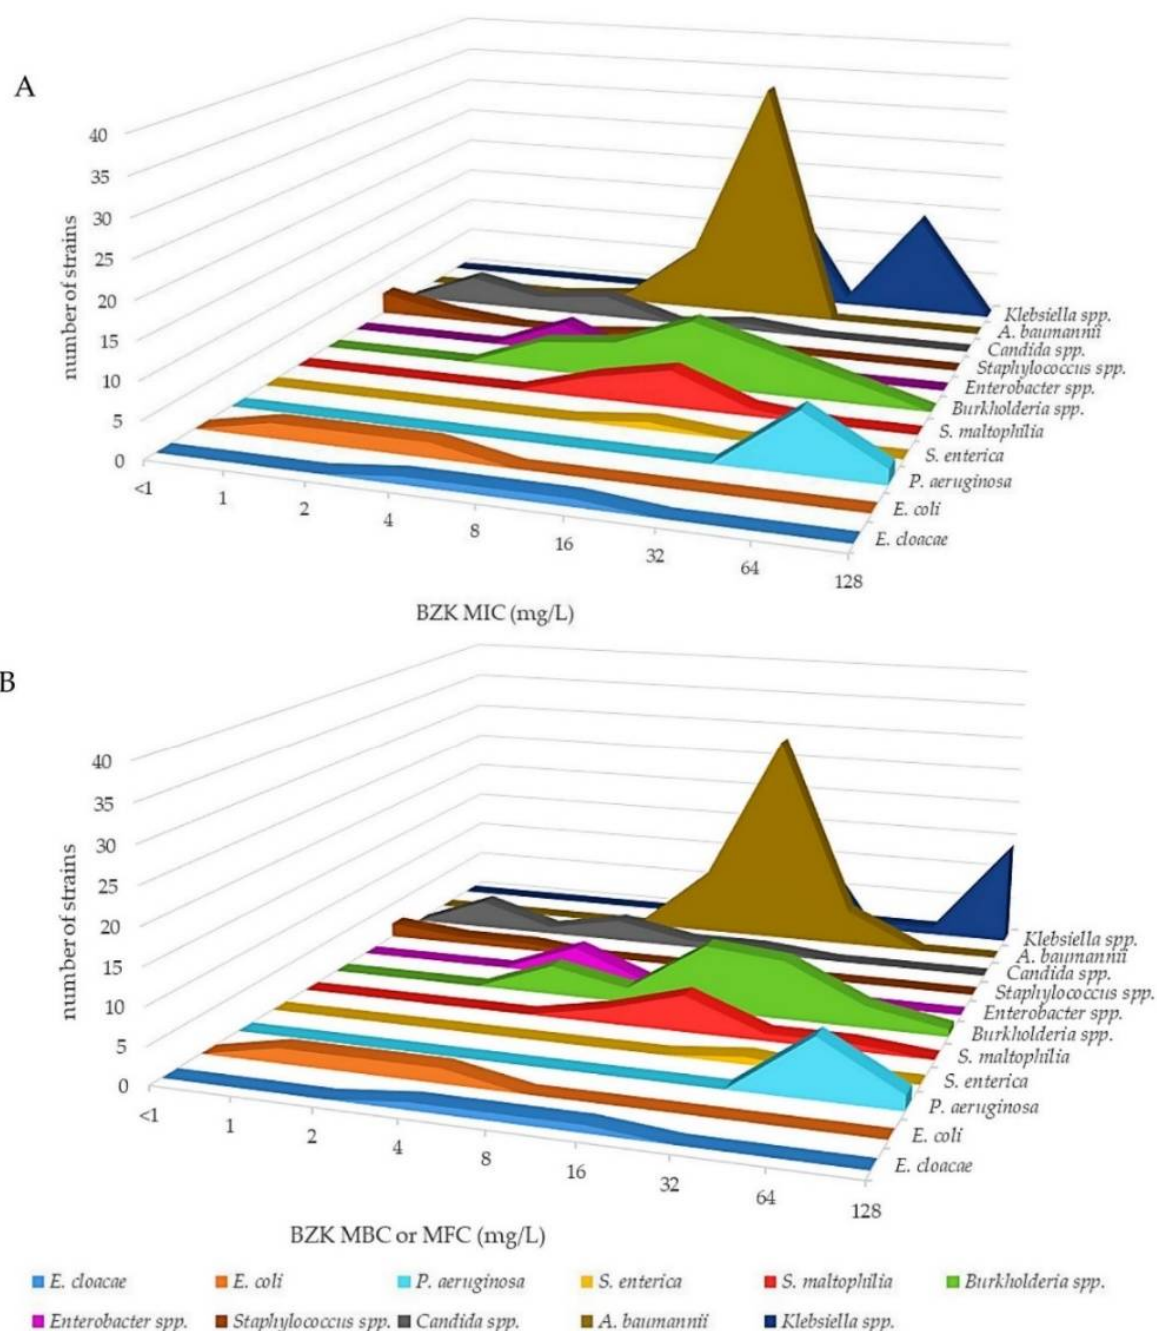 A
40
35
30
25
20
15
10
5
0
number of strains
<1
1
2
4
8
16
32
64
128
BZK MIC (mg/L)
Klebsiella spp.
A. baumannii
Candida spp.
Staphylococcus spp.
Enterobacter spp.
Burkholderia spp.
S. maltophilia
S. enterica
P. aeruginosa
E. coli
E. cloacae
B
40
35
30
25
20
15
10
5
0
number of strains
<1
1
2
4
8
16
32
64
128
BZK MBC or MFC (mg/L)
Klebsiella spp.
A. baumannii
Candida spp.
Staphylococcus spp.
Enterobacter spp.
Burkholderia spp.
S. maltophilia
S. enterica
P. aeruginosa
E. coli
E. cloacae
E. cloacae E. coli P. aeruginosa S. enterica S. maltophilia Burkholderia spp.
Enterobacter spp. Staphylococcus spp. Candida spp. A. baumannii Klebsiella spp.